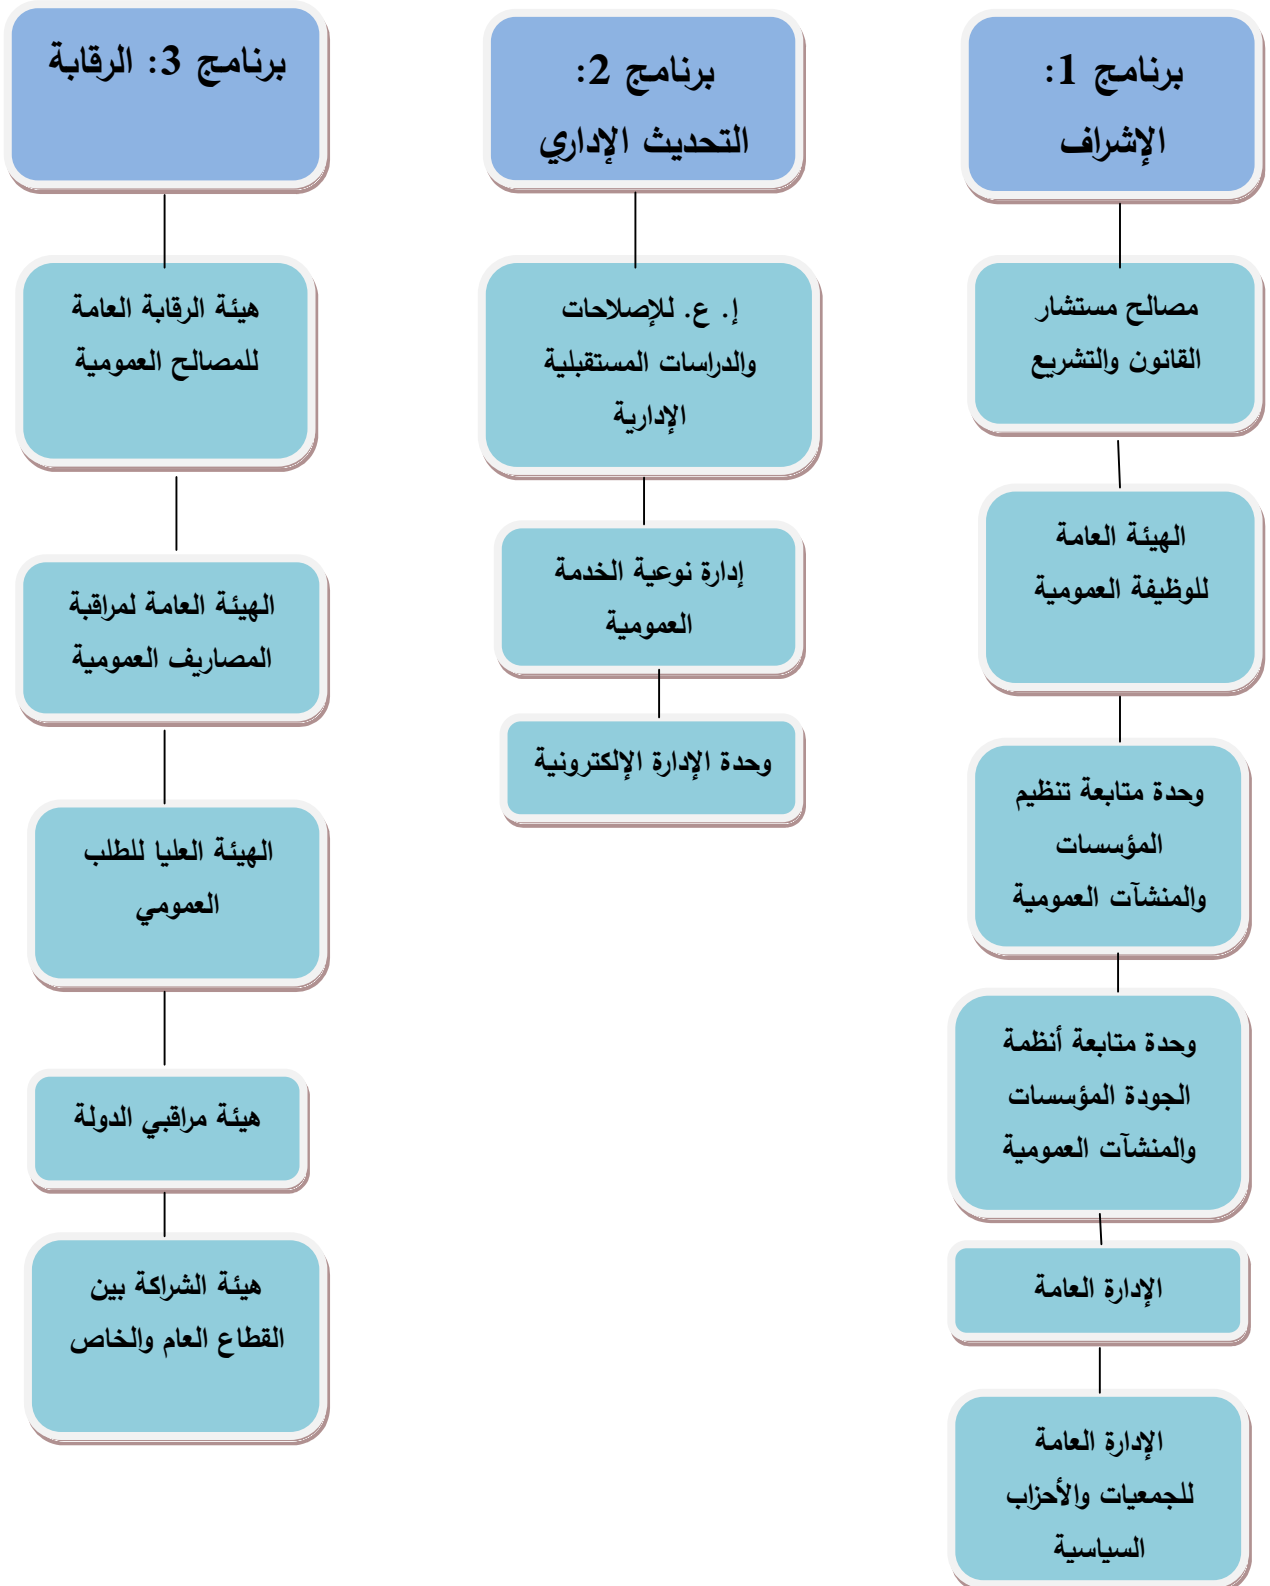 برنامج 1:
الإشراف
مصالح مستشار
القانون والتشريع
الهيئة العامة
للوظيفة العمومية
وحدة متابعة تنظيم
المؤسسات
والمنشآت العمومية
وحدة متابعة أنظمة
الجودة المؤسسات
والمنشآت العمومية
الإدارة العامة
الإدارة العامة
للجمعيات والأحزاب
السياسية
برنامج 2:
التحديث الإداري
إ. ع. للإصلاحات
والدراسات المستقبلية
الإدارية
إدارة نوعية الخدمة
العمومية
وحدة الإدارة الإلكترونية
برنامج 3: الرقابة
هيئة الرقابة العامة
للمصالح العمومية
الهيئة العامة لمراقبة
المصاريف العمومية
الهيئة العليا للطلب
العمومي
هيئة مراقبي الدولة
هيئة الشراكة بين
القطاع العام والخاص